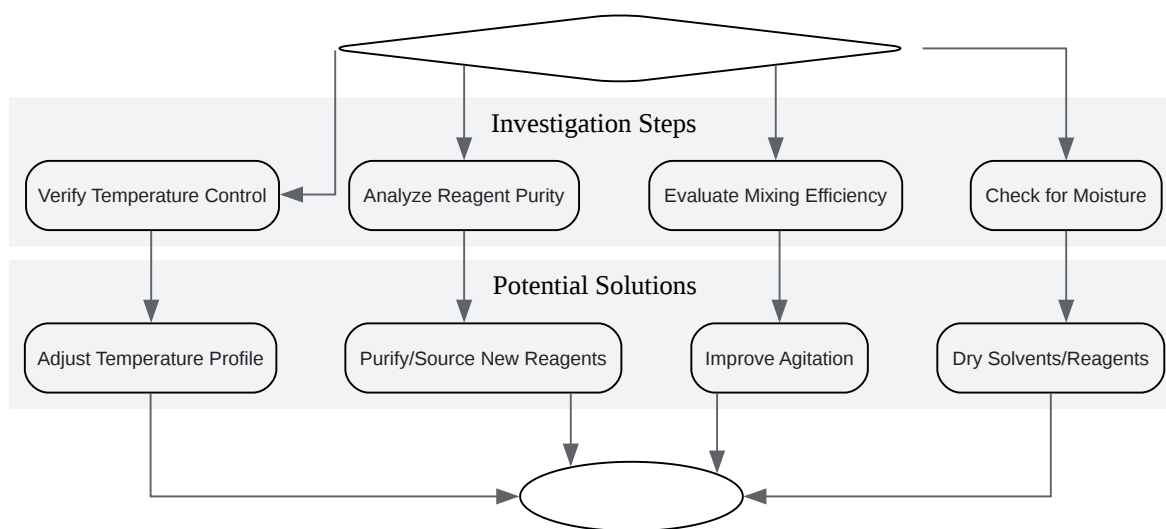 Investigation Steps
Verify Temperature Control
Analyze Reagent Purity
Evaluate Mixing Efficiency
Check for Moisture
Potential Solutions
Adjust Temperature Profile
Purify/Source New Reagents
Improve Agitation
Dry Solvents/Reagents